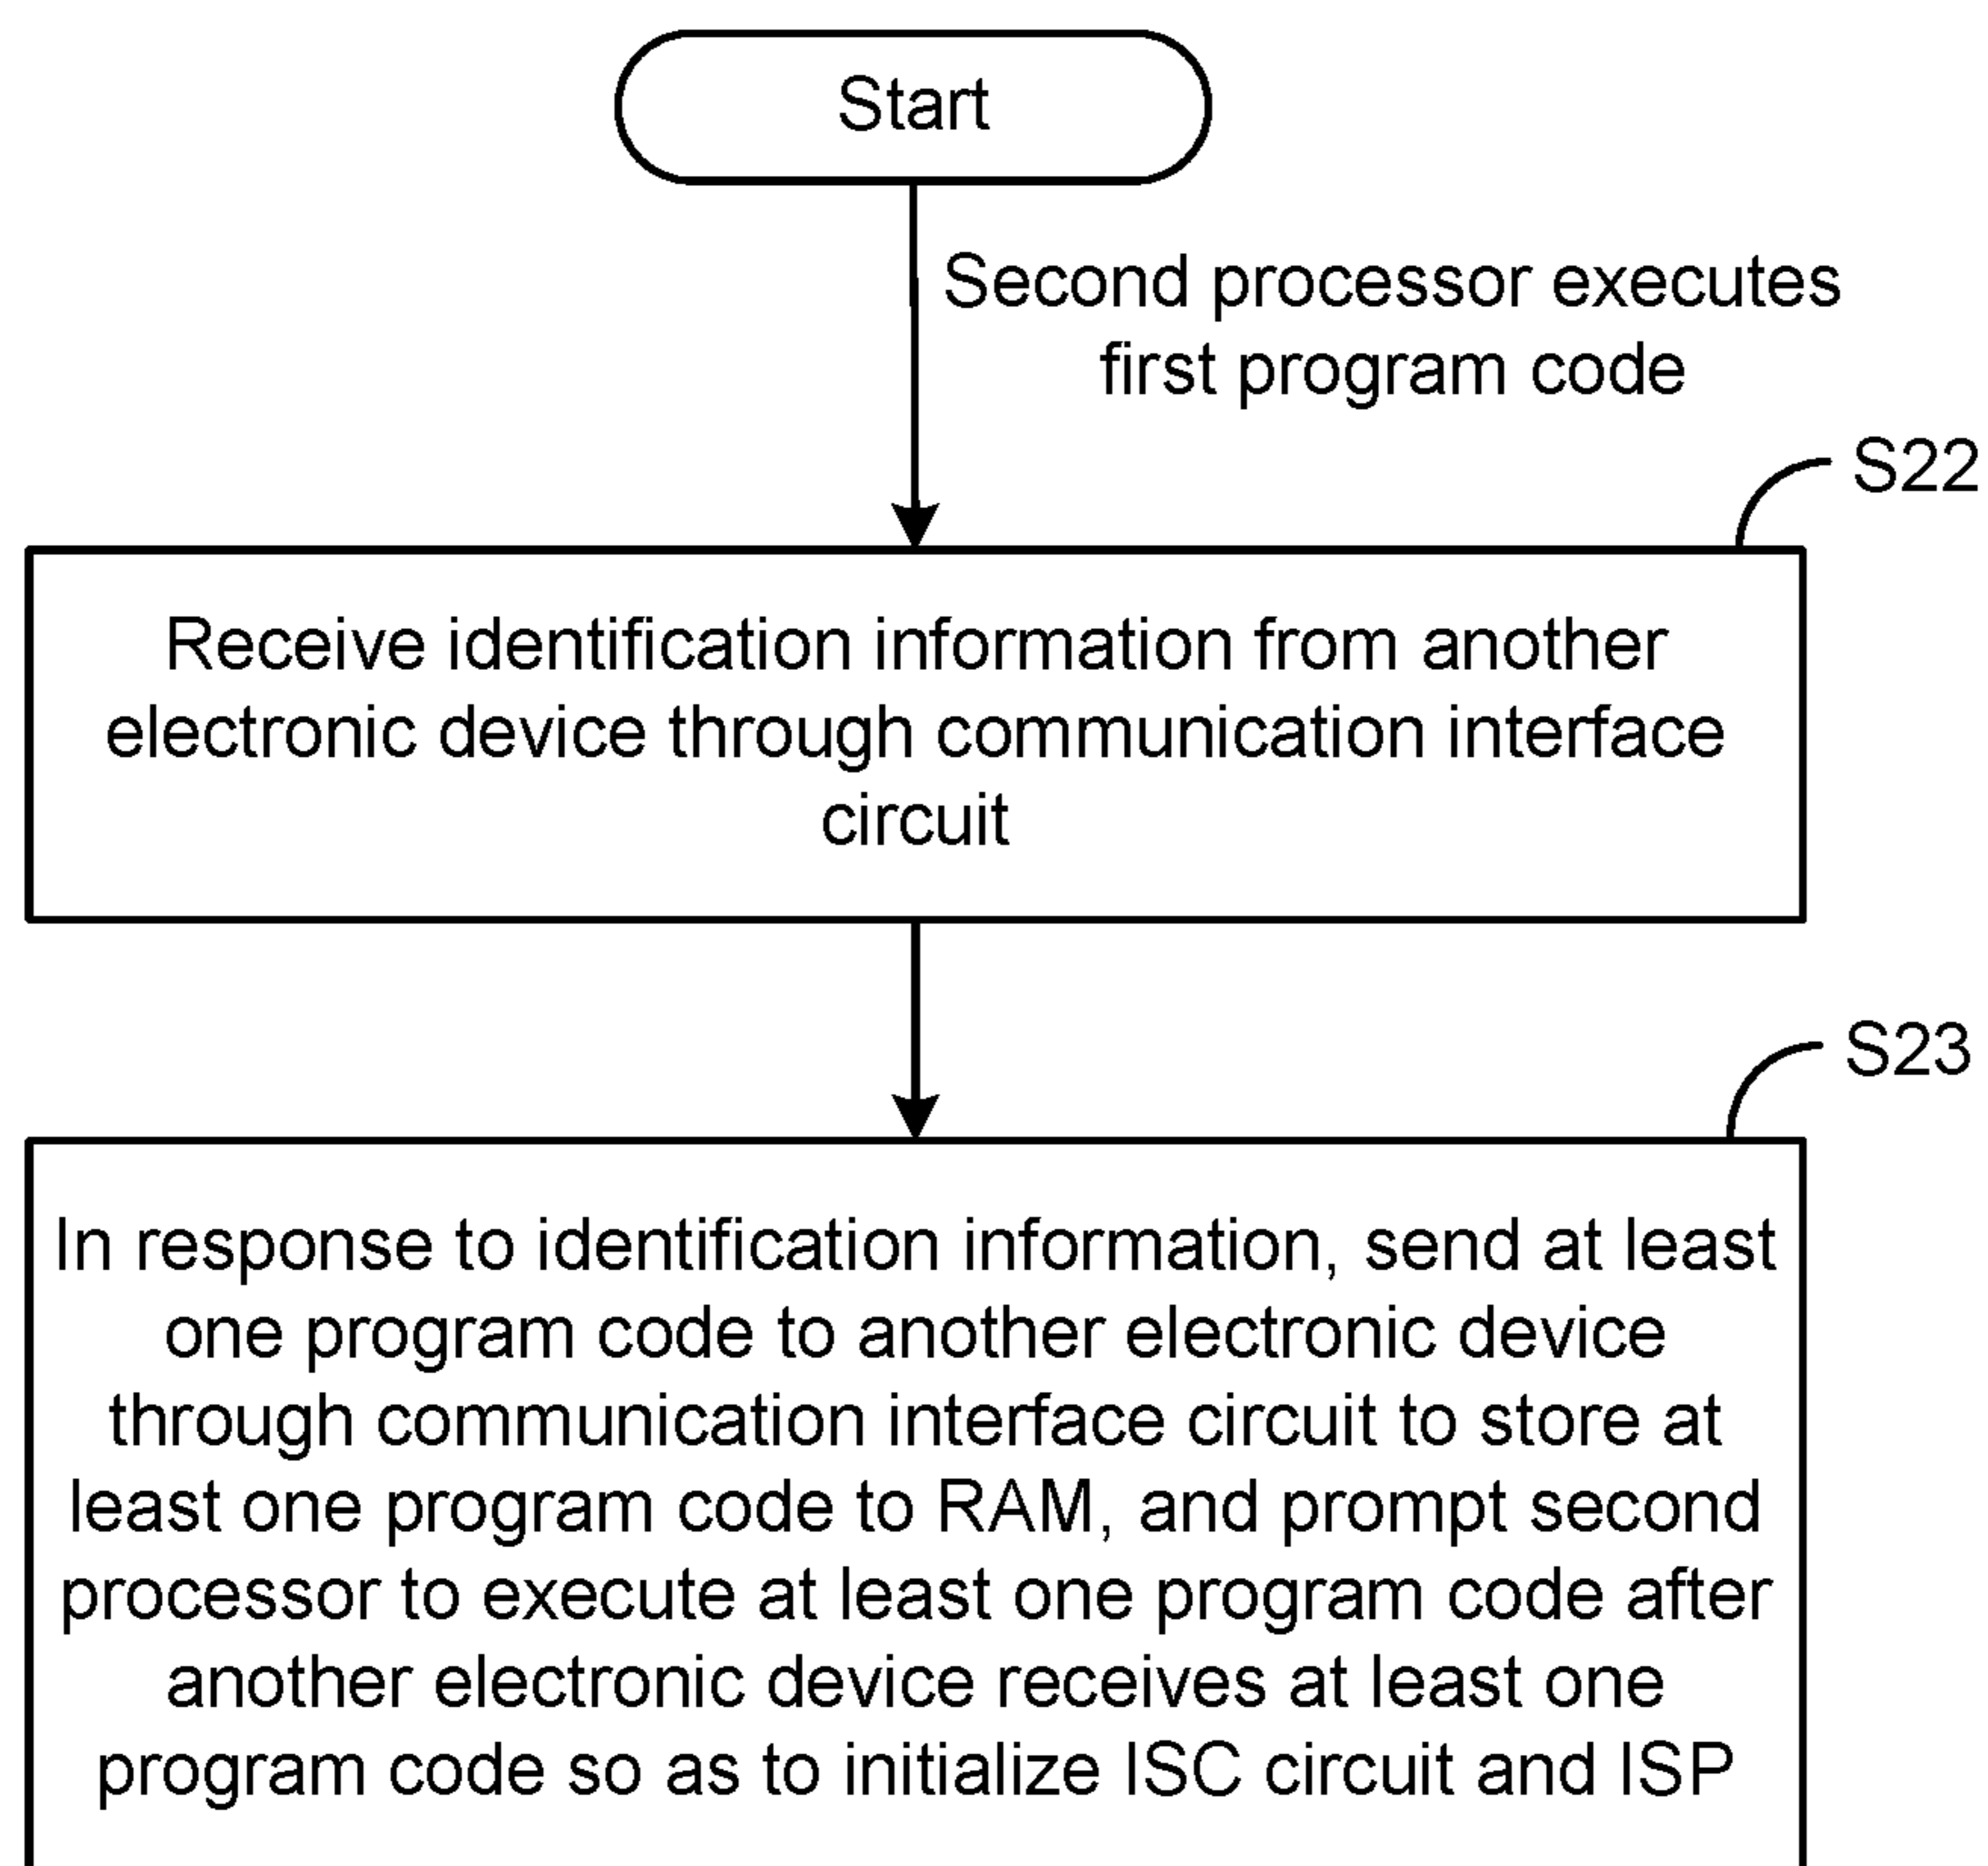 Start
Second processor executes
first program code
S22
Receive identification information from another
electronic device through communication interface
circuit
S23
In response to identification information, send at least
one program code to another electronic device
through communication interface circuit to store at
least one program code to RAM, and prompt second
processor to execute at least one program code after
another electronic device receives at least one
program code so as to initialize ISC circuit and ISP